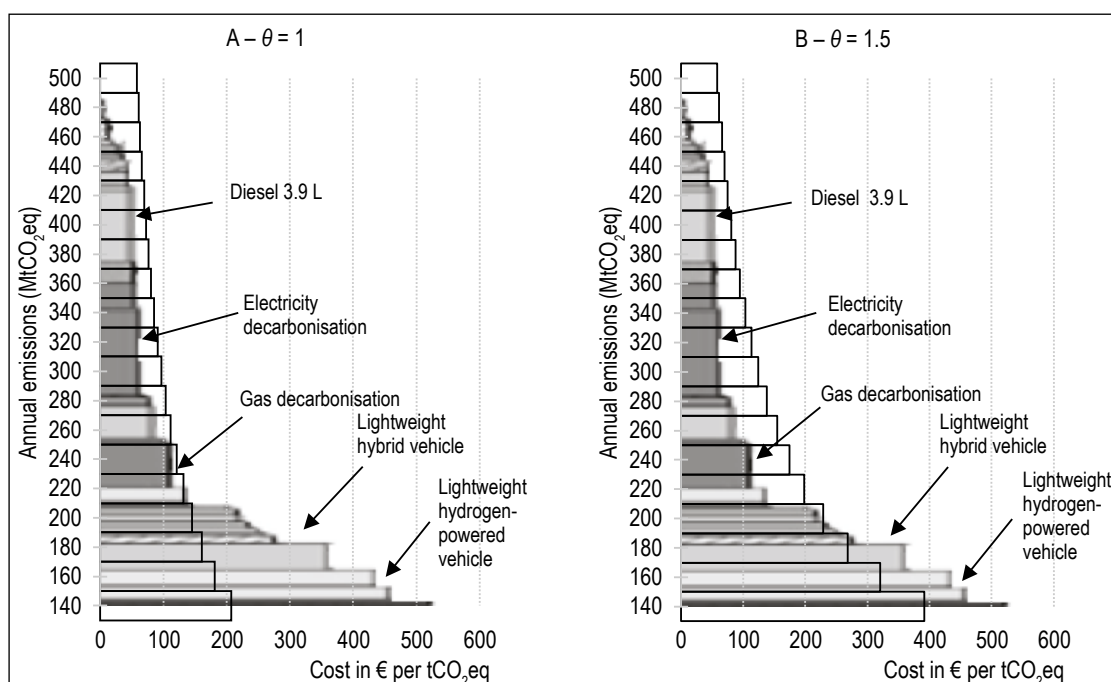 A – θ = 1
500
480
460
440
420
400
380
360
340
320
300
280
260
240
220
200
180
160
140
Annual emissions (MtCO₂eq)
Diesel 3.9 L
Electricity
decarbonisation
Gas decarbonisation
Lightweight
hybrid vehicle
Lightweight
hydrogen-
powered
vehicle
0 100 200 300 400 500 600
Cost in € per tCO₂eq
B – θ = 1.5
500
480
460
440
420
400
380
360
340
320
300
280
260
240
220
200
180
160
140
Annual emissions (MtCO₂eq)
Diesel 3.9 L
Electricity
decarbonisation
Gas decarbonisation
Lightweight
hybrid vehicle
Lightweight
hydrogen-
powered
vehicle
0 100 200 300 400 500 600
Cost in € per tCO₂eq